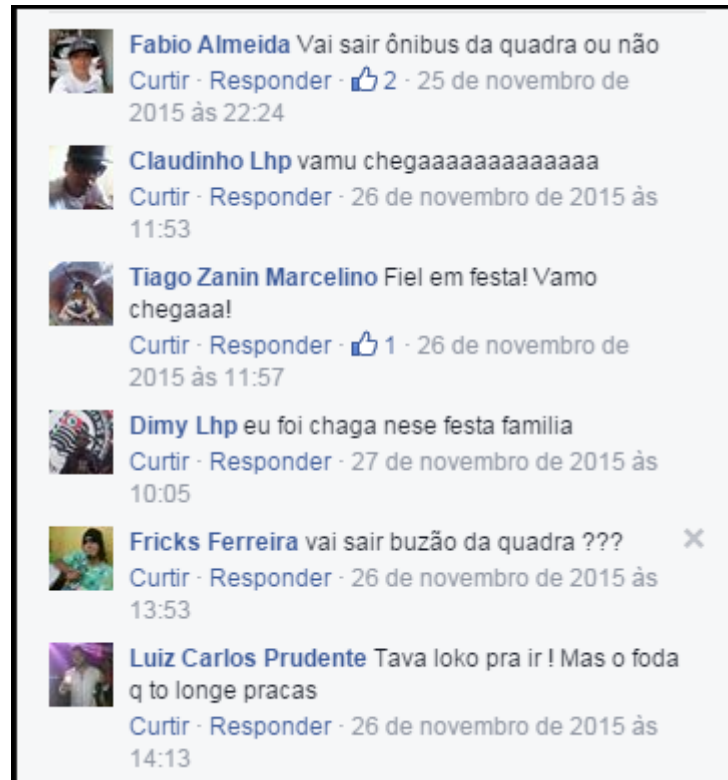 Fabio Almeida Vai sair ônibus da quadra ou não
Curtir · Responder · 2 · 25 de novembro de
2015 às 22:24
Claudinho Lhp vamu chegaaaaaaaaaaaaa
Curtir · Responder · 26 de novembro de 2015 às
11:53
Tiago Zanin Marcelino Fiel em festa! Vamo
chegaaa!
Curtir · Responder · 1 · 26 de novembro de
2015 às 11:57
Dimy Lhp eu foi chaga nese festa familia
Curtir · Responder · 27 de novembro de 2015 às
10:05
Fricks Ferreira vai sair buzão da quadra ???
Curtir · Responder · 26 de novembro de 2015 às
13:53
Luiz Carlos Prudente Tava loko pra ir ! Mas o foda
q to longe pracas
Curtir · Responder · 26 de novembro de 2015 às
14:13